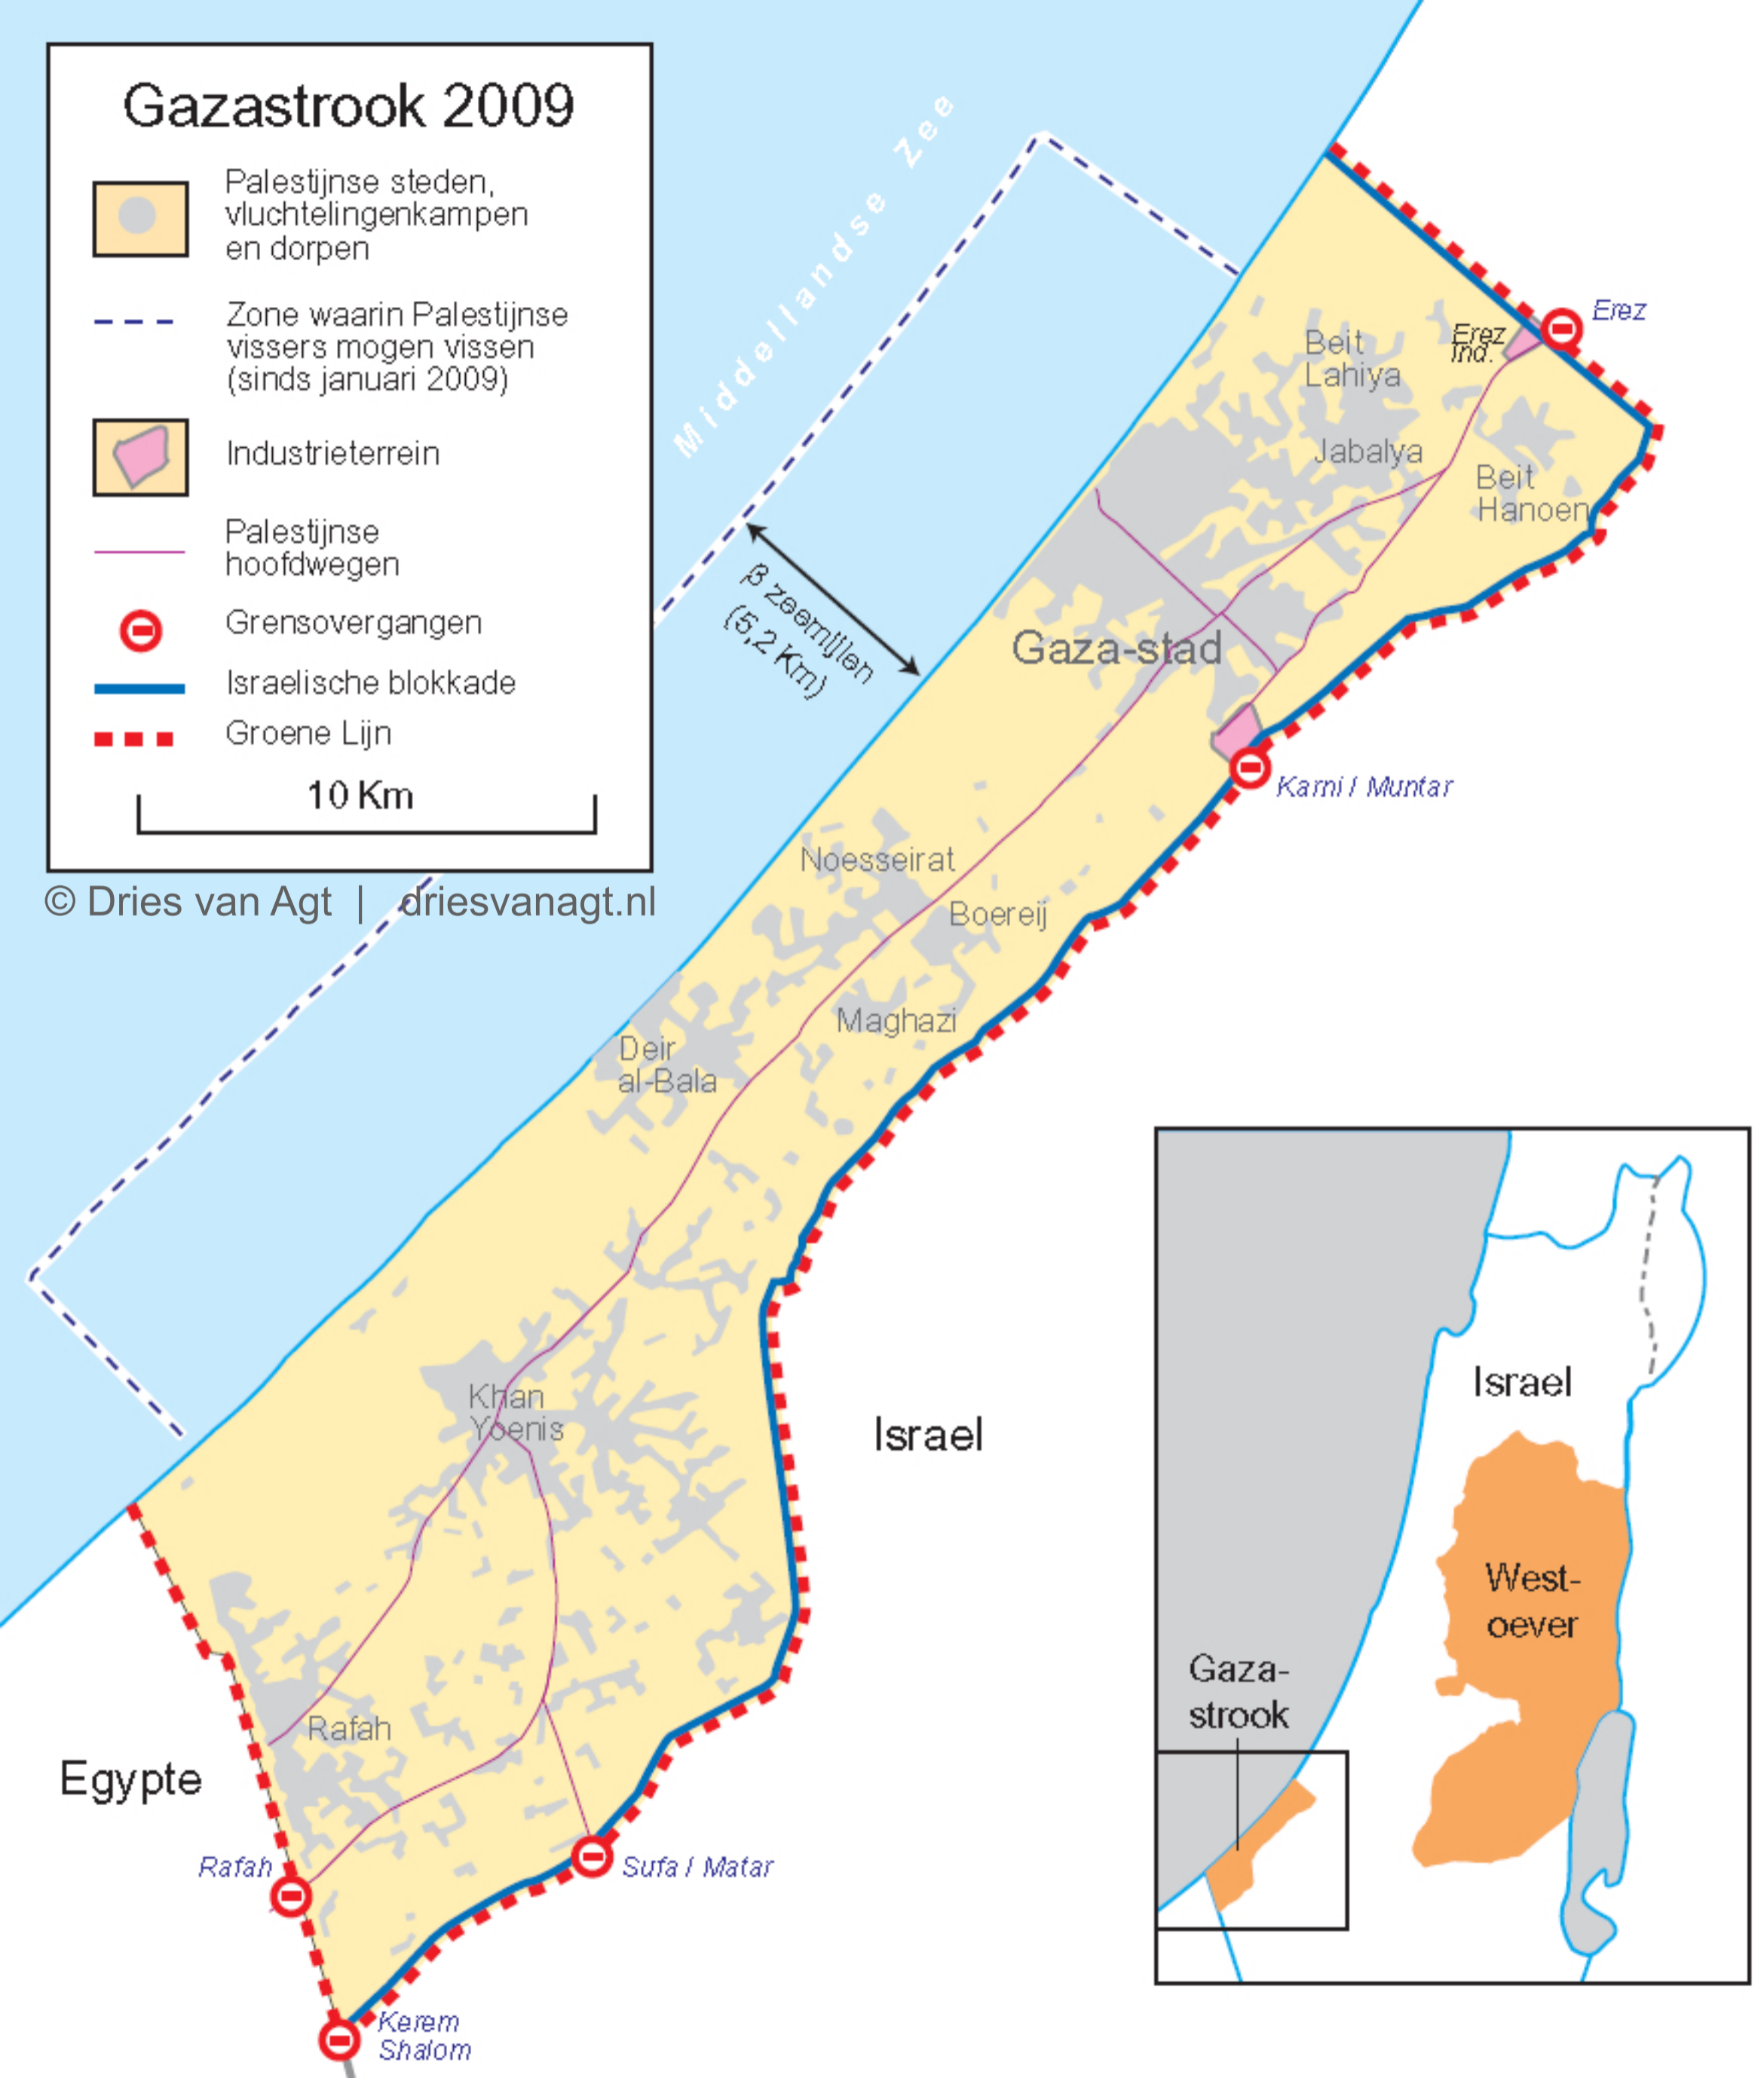 Gazastrook 2009
Palestijnse steden,
vluchtelingenkampen
en dorpen
Zone waarin Palestijnse
vissers mogen vissen
(sinds januari 2009)
Industrieterrein
Palestijnse
hoofdwegen
Grensovergangen
Israelische blokkade
Groene Lijn
10 Km
© Dries van Agt | driesvanagt.nl
Middellandse Zee
β zeemijlen
(5,2 Km)
Erez
Erez
Ind.
Beit
Lahiya
Jabalya
Beit
Hanoen
Gaza-stad
Karni / Muntar
Noesseirat
Boereij
Maghazi
Deir
al-Bala
Khan
Yoenis
Israel
Rafah
Egypte
Rafah
Sufa / Matar
Kerem
Shalom
Israel
West-
oever
Gaza-
strook